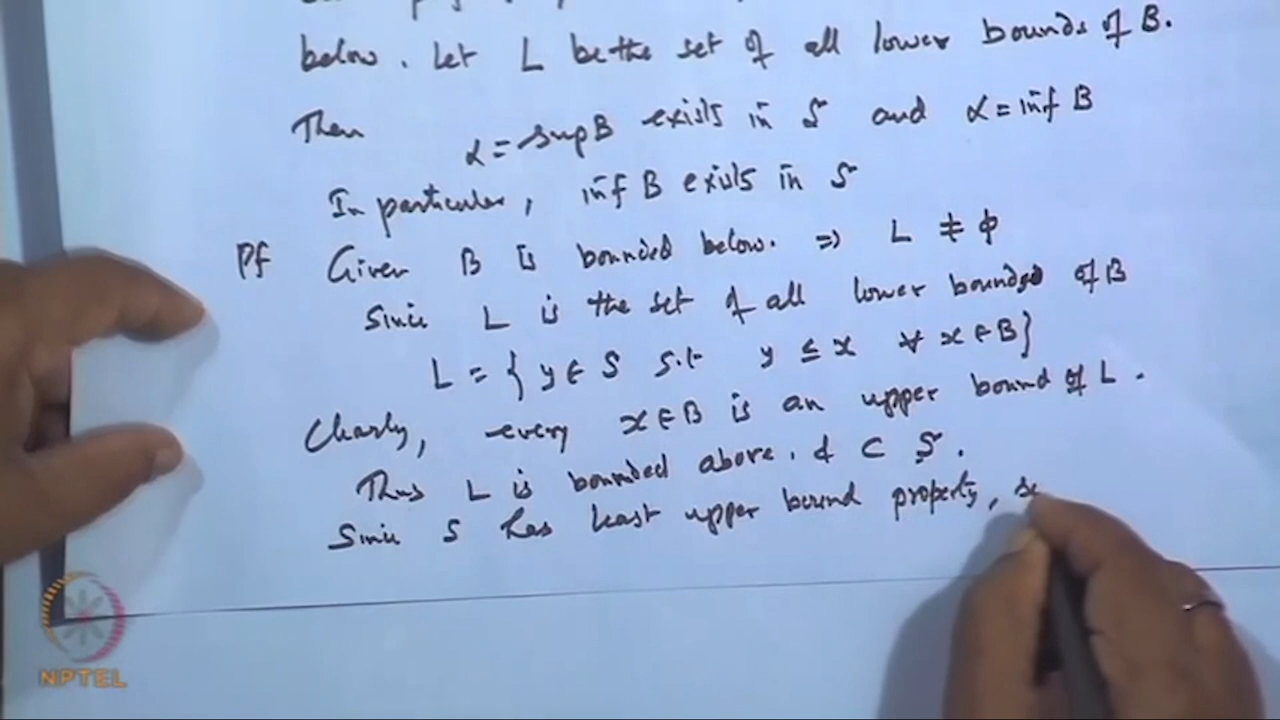 below. Let L be the set of all lower bounds of B.
Then α = sup B exists in S and α = inf B
In particular, inf B exists in S
Pf Given B is bounded below. ⇒ L ≠ φ
Since L is the set of all lower bounds of B
L = { y ∈ S s.t y ≤ x ∀ x ∈ B }
Clearly, every x ∈ B is an upper bound of L.
Thus L is bounded above. & ⊂ S.
Since S has least upper bound property, so
NPTEL